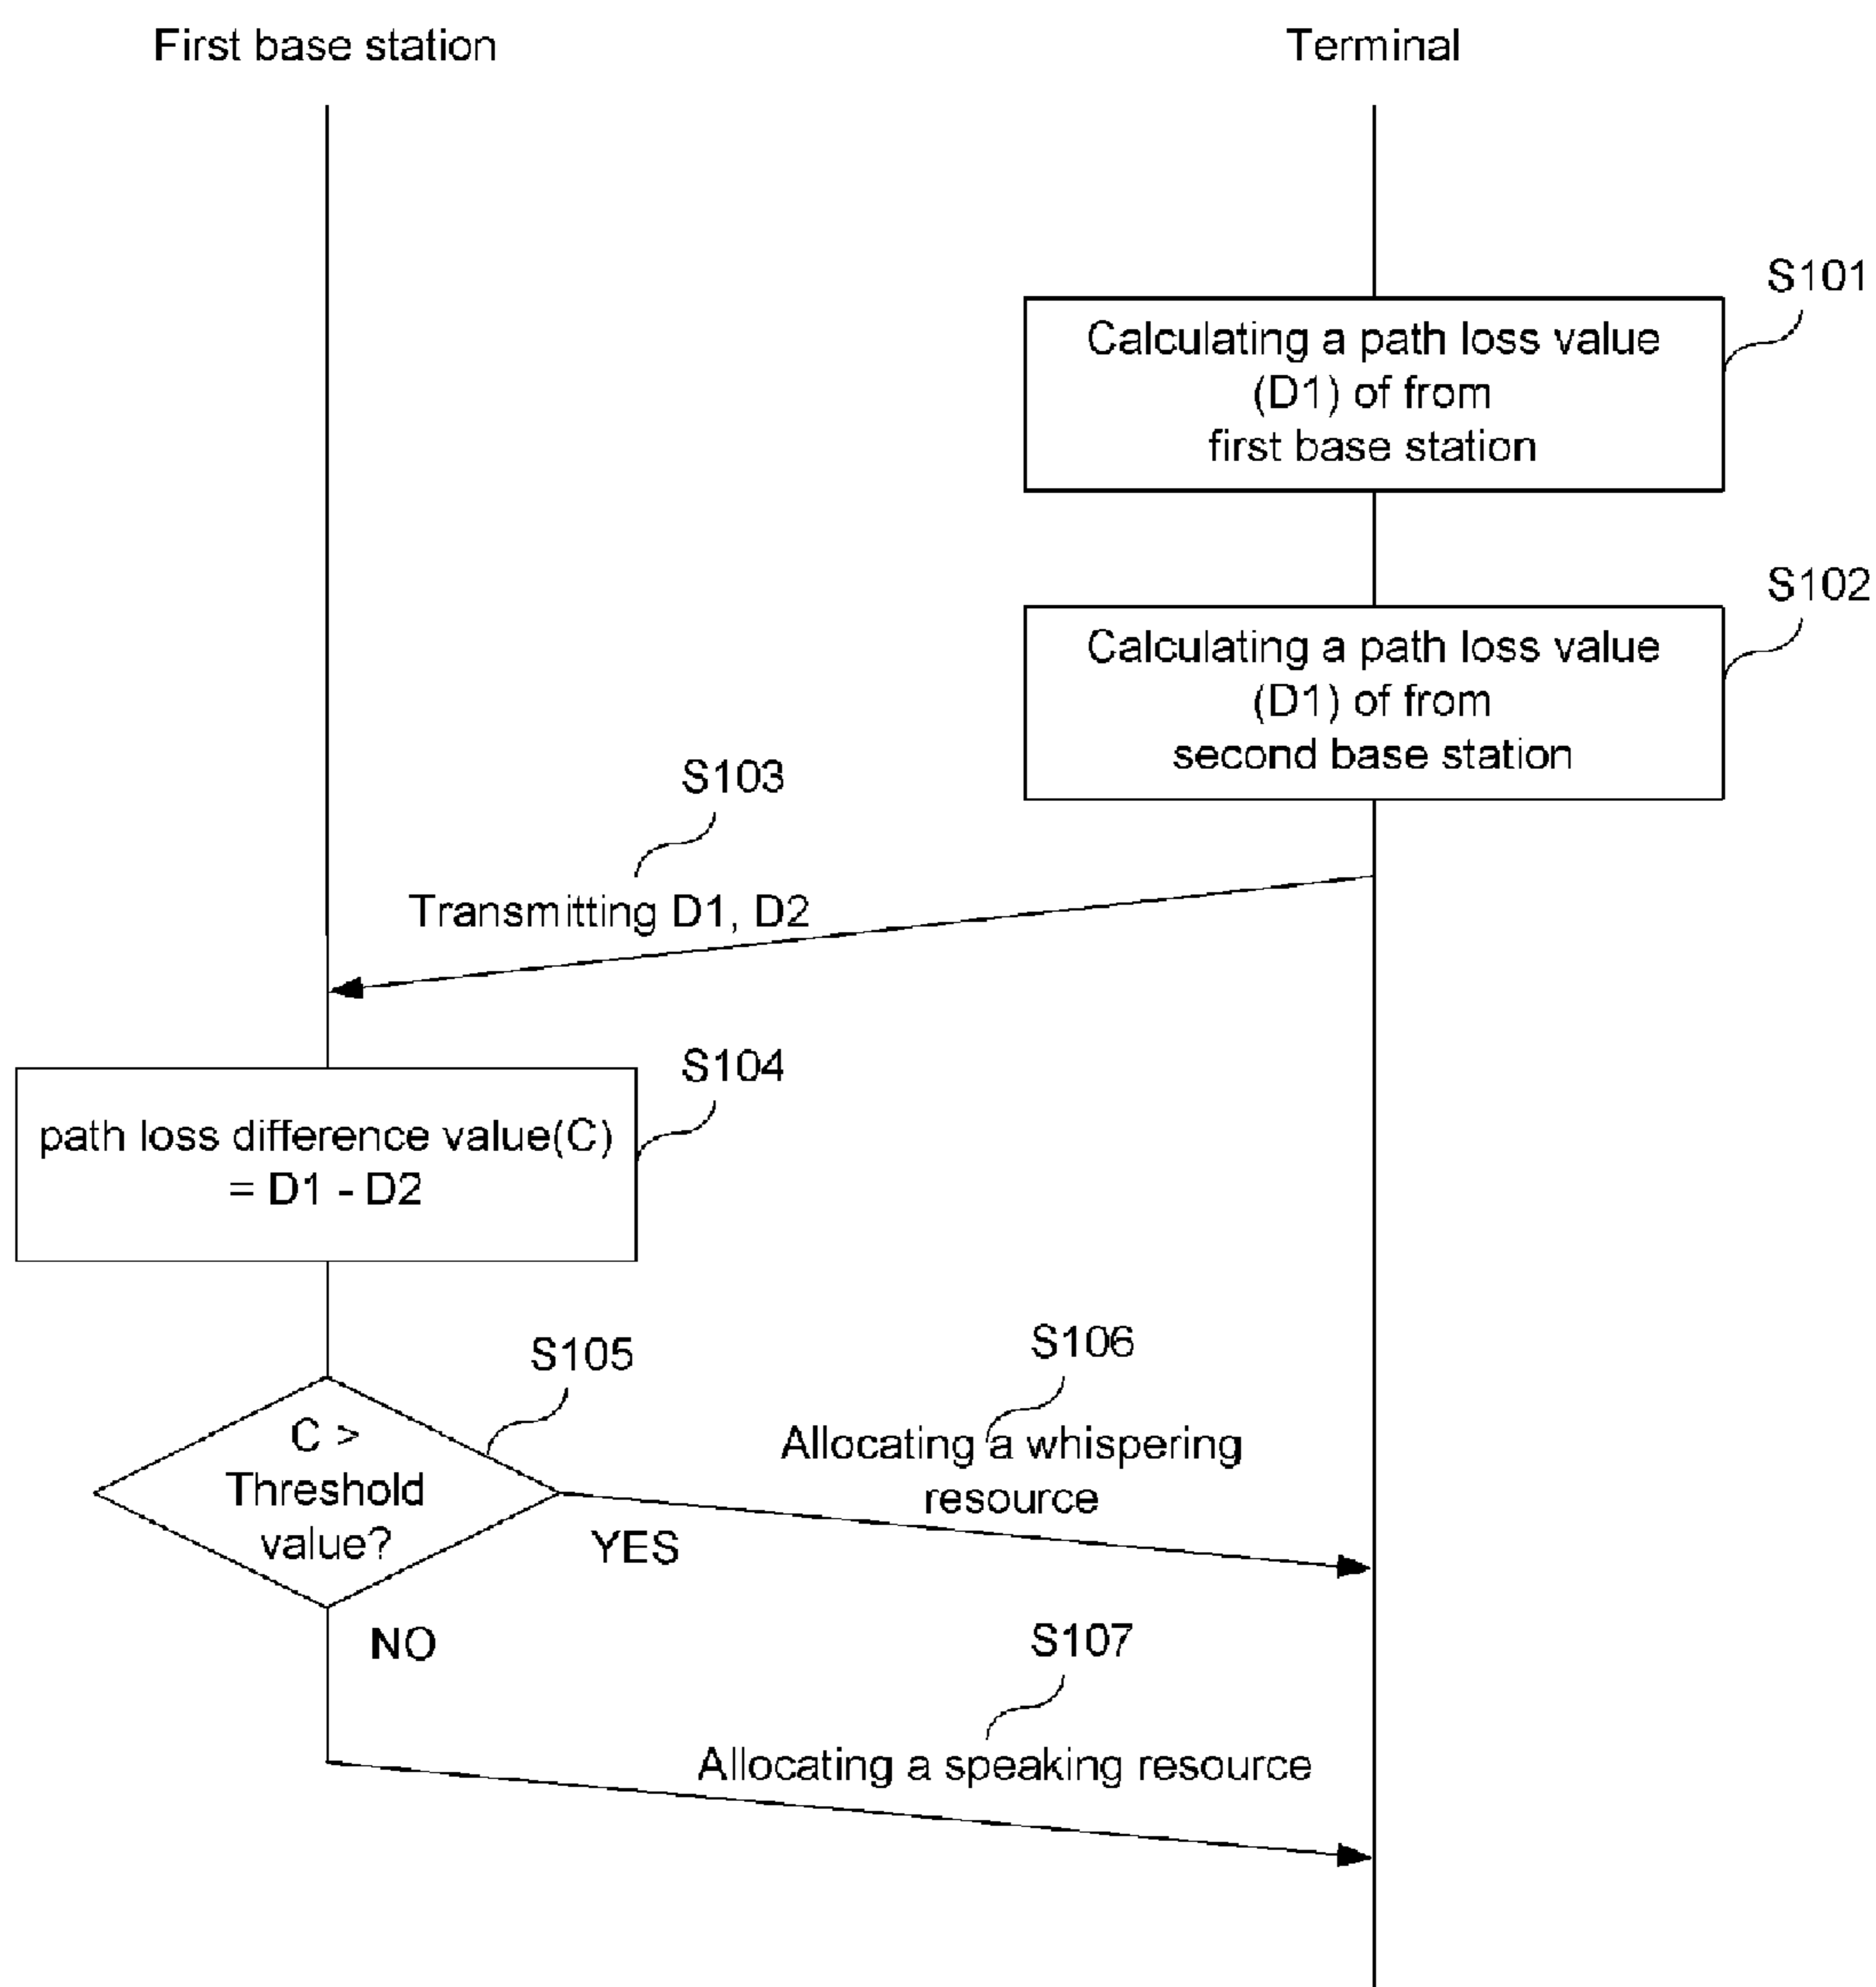 First base station
Terminal
S101
Calculating a path loss value
(D1) of from
first base station
S102
Calculating a path loss value
(D1) of from
second base station
S103
Transmitting D1, D2
S104
path loss difference value(C)
= D1 - D2
S105
C >
Threshold
value?
YES
S106
Allocating a whispering
resource
NO
S107
Allocating a speaking resource